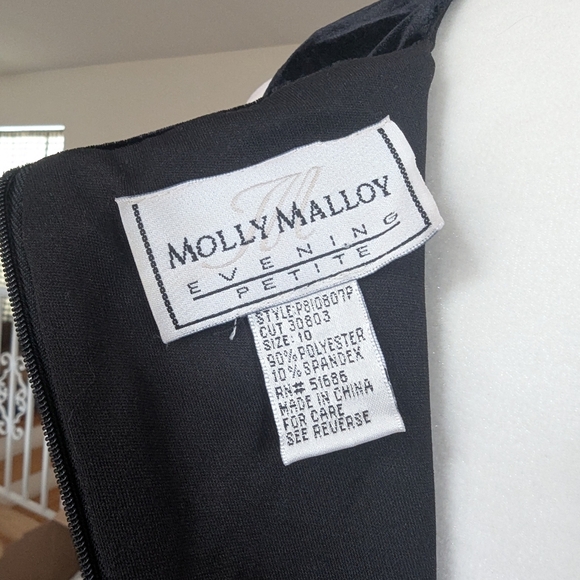 MOLLY MALLOY
EVENING
PETITE
STYLE:P810807P
CUT 30803
SIZE: 10
90% POLYESTER
10% SPANDEX
RN# 51686
MADE IN CHINA
FOR CARE
SEE REVERSE